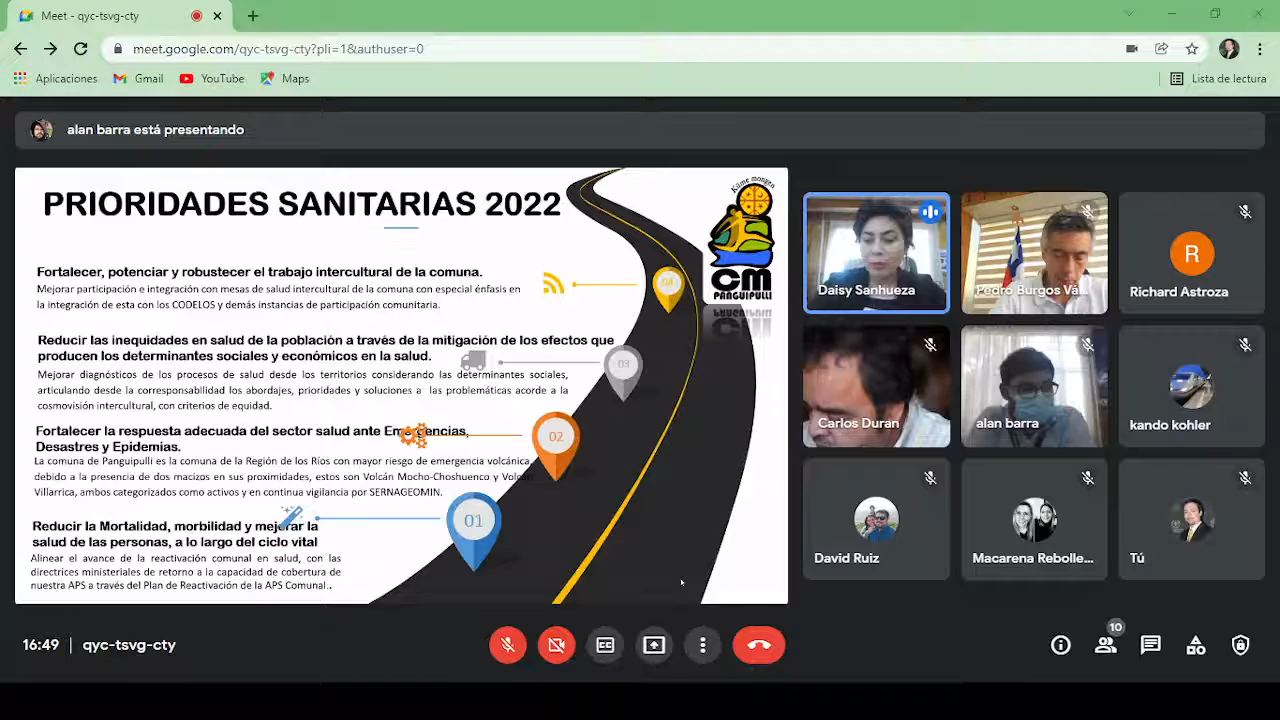 Meet - qyc-tsvg-cty
meet.google.com/qyc-tsvg-cty?pli=1&authuser=0
Aplicaciones Gmail YouTube Maps Lista de lectura
alan barra está presentando
PRIORIDADES SANITARIAS 2022
Küme mongen
CM
PANGUIPULLI
Fortalecer, potenciar y robustecer el trabajo intercultural de la comuna.
Mejorar participación e integración con mesas de salud intercultural de la comuna con especial énfasis en
la integración de esta con los CODELOS y demás instancias de participación comunitaria.
04
Reducir las inequidades en salud de la población a través de la mitigación de los efectos que
producen los determinantes sociales y económicos en la salud.
Mejorar diagnósticos de los procesos de salud desde los territorios considerando las determinantes sociales,
articulando desde la corresponsabilidad los abordajes, prioridades y soluciones a las problemáticas acorde a la
cosmovisión intercultural, con criterios de equidad.
03
Fortalecer la respuesta adecuada del sector salud ante Emergencias,
Desastres y Epidemias.
La comuna de Panguipulli es la comuna de la Región de los Ríos con mayor riesgo de emergencia volcánica,
debido a la presencia de dos macizos en sus proximidades, estos son Volcán Mocho-Choshuenco y Volcán
Villarrica, ambos categorizados como activos y en continua vigilancia por SERNAGEOMIN.
02
Reducir la Mortalidad, morbilidad y mejorar la
salud de las personas, a lo largo del ciclo vital
Alinear el avance de la reactivación comunal en salud, con las
directrices ministeriales de retorno a la capacidad de cobertura de
nuestra APS a través del Plan de Reactivación de la APS Comunal..
01
Daisy Sanhueza
Pedro Burgos Vá...
R
Richard Astroza
Carlos Duran
alan barra
kando kohler
David Ruiz
Macarena Rebolle...
Tú
16:49 | qyc-tsvg-cty
CC
10